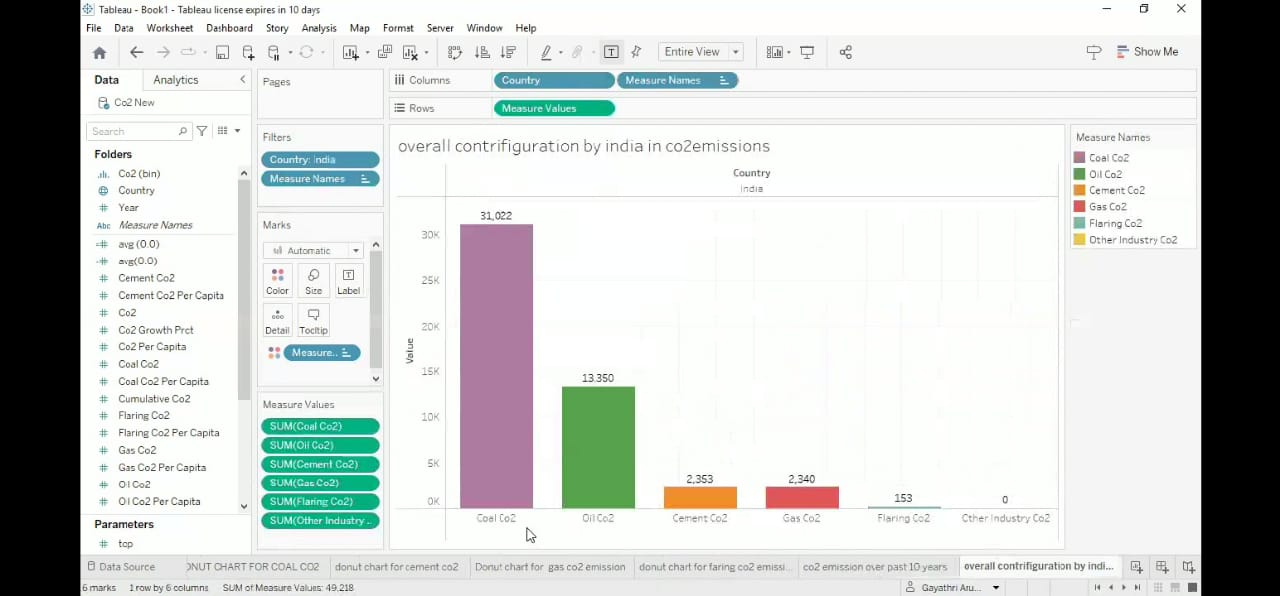 Tableau - Book1 - Tableau license expires in 10 days
File Data Worksheet Dashboard Story Analysis Map Format Server Window Help
Entire View
Show Me
Data Analytics
Co2 New
Search
Folders
Co2 (bin)
Country
Year
Abc Measure Names
avg (0.0)
avg(0.0)
Cement Co2
Cement Co2 Per Capita
Co2
Co2 Growth Prct
Co2 Per Capita
Coal Co2
Coal Co2 Per Capita
Cumulative Co2
Flaring Co2
Flaring Co2 Per Capita
Gas Co2
Gas Co2 Per Capita
Oil Co2
Oil Co2 Per Capita
Parameters
top
Pages
Filters
Country: India
Measure Names
Marks
Automatic
Color Size Label
Detail Tooltip
Measure..
Measure Values
SUM(Coal Co2)
SUM(Oil Co2)
SUM(Cement Co2)
SUM(Gas Co2)
SUM(Flaring Co2)
SUM(Other Industry ..
Columns Country Measure Names
Rows Measure Values
overall contrifiguration by india in co2emissions
Country
India
31,022
30K
25K
20K
15K
10K
5K
0K
Value
13,350
2,353
2,340
153
0
Coal Co2 Oil Co2 Cement Co2 Gas Co2 Flaring Co2 Other Industry Co2
Measure Names
Coal Co2
Oil Co2
Cement Co2
Gas Co2
Flaring Co2
Other Industry Co2
Data Source ONUT CHART FOR COAL CO2 donut chart for cement co2 Donut chart for gas co2 emission donut chart for faring co2 emissi... co2 emission over past 10 years overall contrifiguration by indi...
6 marks 1 row by 6 columns SUM of Measure Values: 49,218 Gayathri Aru...